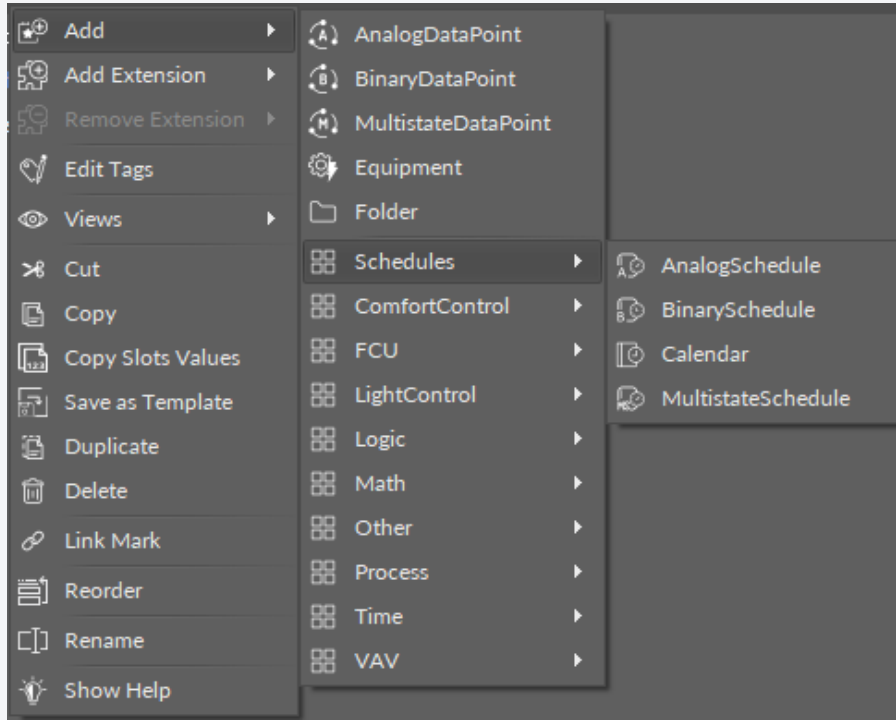 Add
Add Extension
Remove Extension
Edit Tags
Views
Cut
Copy
Copy Slots Values
Save as Template
Duplicate
Delete
Link Mark
Reorder
Rename
Show Help
AnalogDataPoint
BinaryDataPoint
MultistateDataPoint
Equipment
Folder
Schedules
ComfortControl
FCU
LightControl
Logic
Math
Other
Process
Time
VAV
AnalogSchedule
BinarySchedule
Calendar
MultistateSchedule